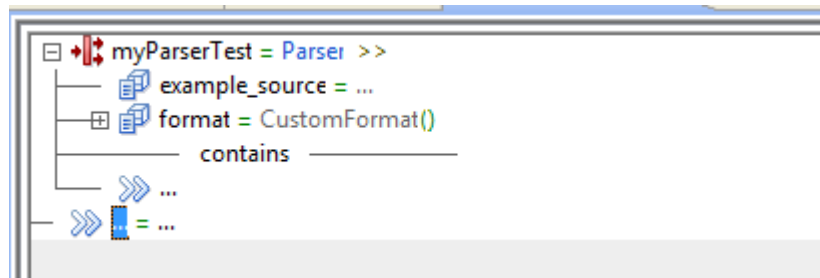 myParserTest = Parser >>
example_source = ...
format = CustomFormat()
contains
...
... = ...